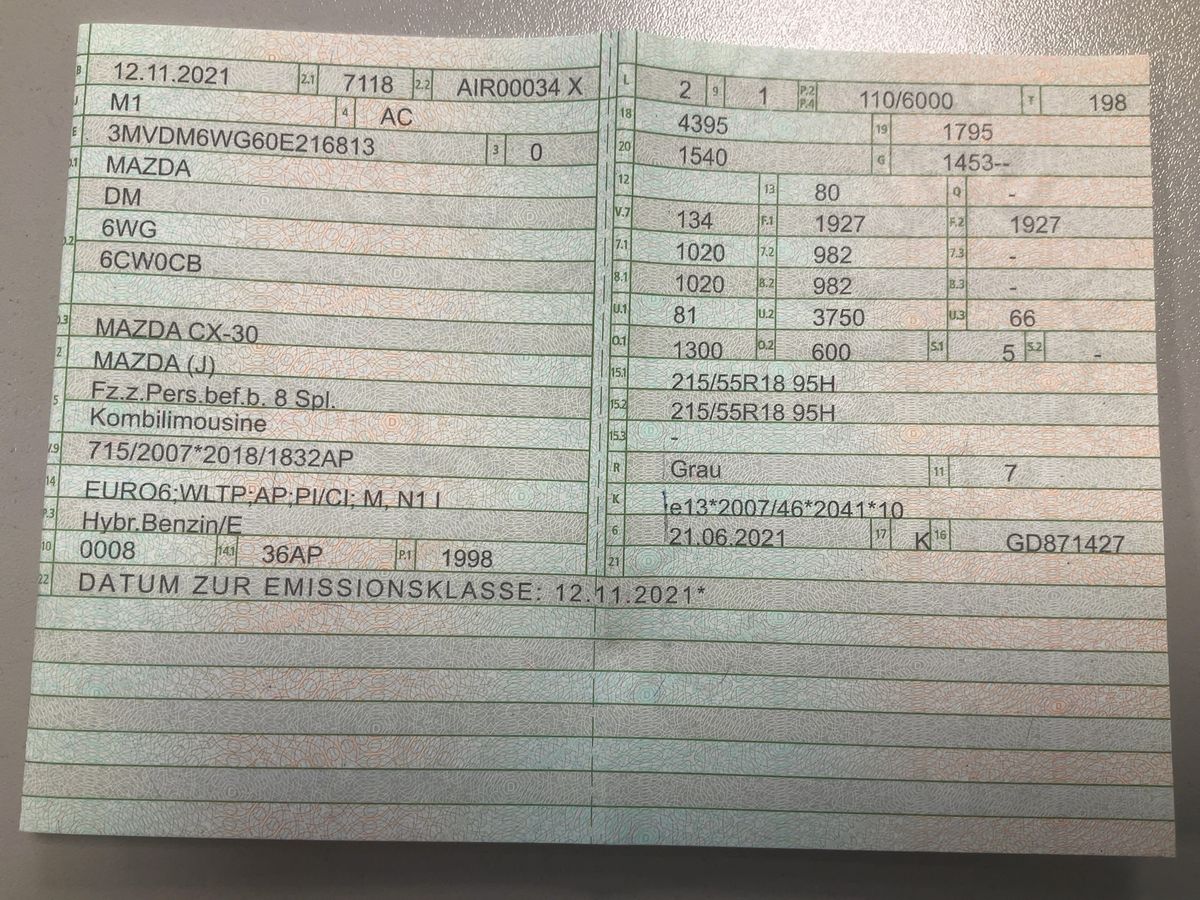 B 12.11.2021 2.1 7118 2.2 AIR00034 X
J M1 4 AC
E 3MVDM6WG60E216813 3 0
D.1 MAZDA
DM
6WG
D.2 6CW0CB
D.3 MAZDA CX-30
2 MAZDA (J)
Fz.z.Pers.bef.b. 8 Spl.
5 Kombilimousine
V.9 715/2007*2018/1832AP
14 EURO6;WLTP;AP;PI/CI; M, N1 I
P.3 Hybr.Benzin/E
10 0008 14.1 36AP P.1 1998
22 DATUM ZUR EMISSIONSKLASSE: 12.11.2021*
L 2 9 1 P.2 P.4 110/6000 T 198
18 4395 19 1795
20 1540 G 1453--
12 13 80 Q -
V.7 134 F.1 1927 F.2 1927
7.1 1020 7.2 982 7.3 -
8.1 1020 8.2 982 8.3 -
U.1 81 U.2 3750 U.3 66
O.1 1300 O.2 600 S.1 5 S.2 -
15.1 215/55R18 95H
15.2 215/55R18 95H
15.3 -
R Grau 11 7
K e13*2007/46*2041*10
6 21.06.2021 17 K 16 GD871427
21